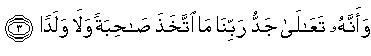 وَأَنَّهُۥ تَعَٰلَىٰ جَدُّ رَبِّنَا مَا ٱتَّخَذَ صَٰحِبَةً وَلَا وَلَدًا ﴿٣﴾